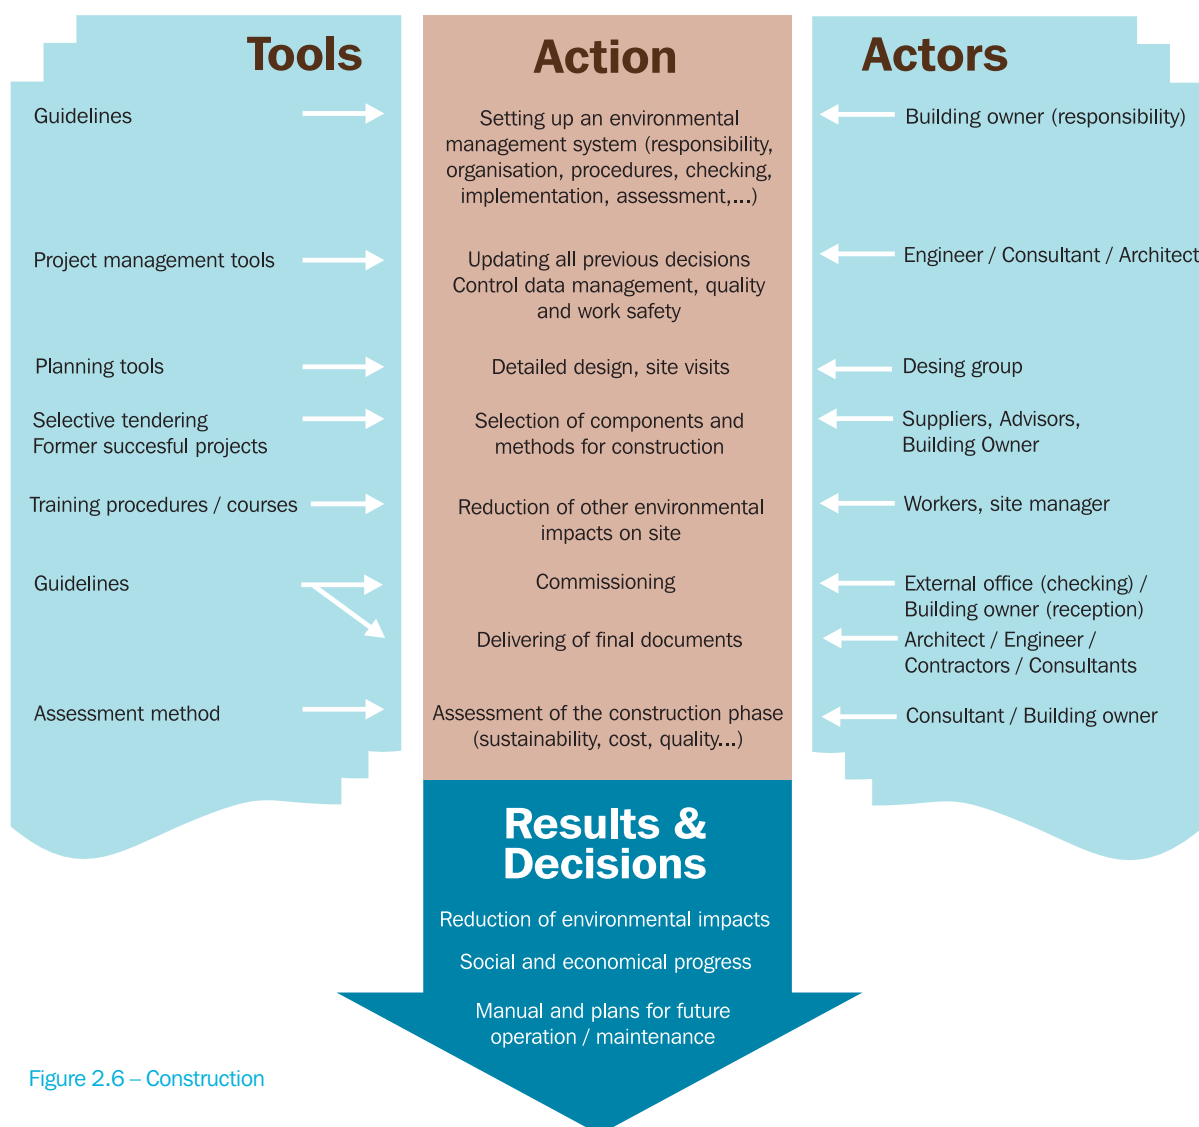 Tools
Guidelines
Project management tools
Planning tools
Selective tendering
Former succesful projects
Training procedures / courses
Guidelines
Assessment method
Action
Setting up an environmental
management system (responsibility,
organisation, procedures, checking,
implementation, assessment,...)
Updating all previous decisions
Control data management, quality
and work safety
Detailed design, site visits
Selection of components and
methods for construction
Reduction of other environmental
impacts on site
Commissioning
Delivering of final documents
Assessment of the construction phase
(sustainability, cost, quality...)
Actors
Building owner (responsibility)
Engineer / Consultant / Architect
Desing group
Suppliers, Advisors,
Building Owner
Workers, site manager
External office (checking) /
Building owner (reception)
Architect / Engineer /
Contractors / Consultants
Consultant / Building owner
Results &
Decisions
Reduction of environmental impacts
Social and economical progress
Manual and plans for future
operation / maintenance
Figure 2.6 – Construction